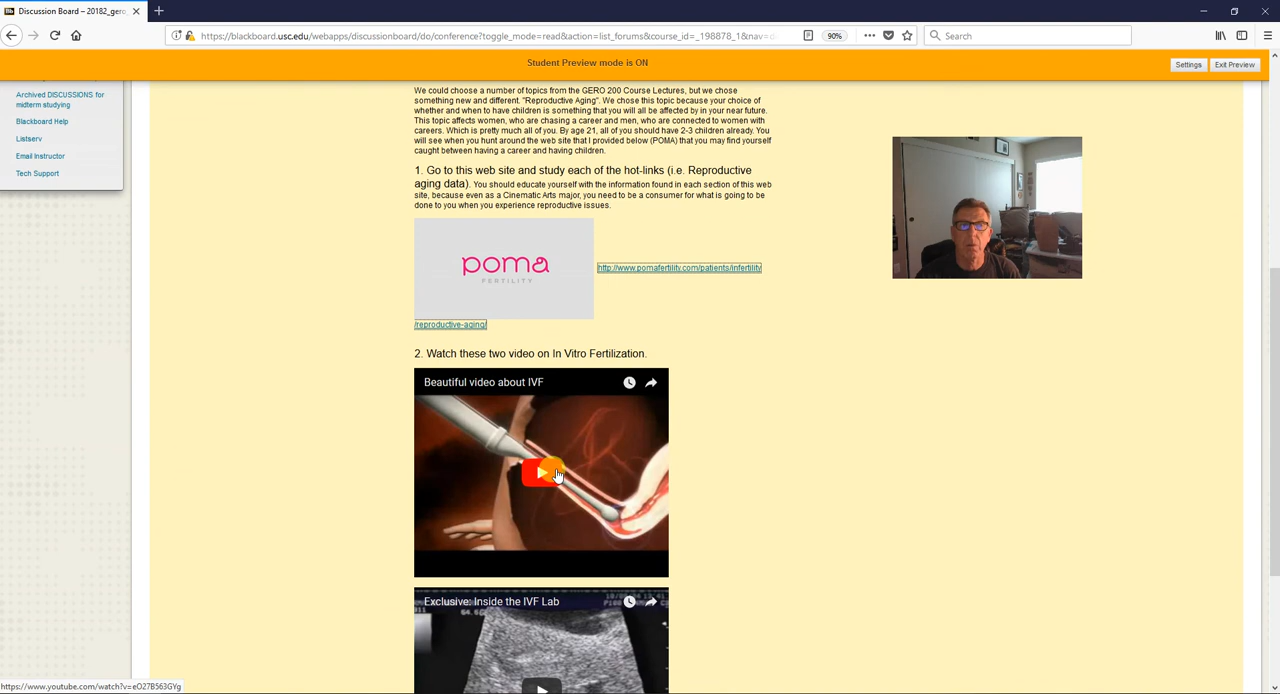 Discussion Board – 20182_gero_
https://blackboard.usc.edu/webapps/discussionboard/do/conference?toggle_mode=read&action=list_forums&course_id=_198878_1&nav=d
90%
Search
Student Preview mode is ON
Settings
Exit Preview
Archived DISCUSSIONS for
midterm studying
Blackboard Help
Listserv
Email Instructor
Tech Support
We could choose a number of topics from the GERO 200 Course Lectures, but we chose
something new and different. "Reproductive Aging". We chose this topic because your choice of
whether and when to have children is something that you will all be affected by in your near future.
This topic affects women, who are chasing a career and men, who are connected to women with
careers. Which is pretty much all of you. By age 21, all of you should have 2-3 children already. You
will see when you hunt around the web site that I provided below (POMA) that you may find yourself
caught between having a career and having children.
1. Go to this web site and study each of the hot-links (i.e. Reproductive
aging data). You should educate yourself with the information found in each section of this web
site, because even as a Cinematic Arts major, you need to be a consumer for what is going to be
done to you when you experience reproductive issues.
poma
FERTILITY
http://www.pomafertility.com/patients/infertility
/reproductive-aging/
2. Watch these two video on In Vitro Fertilization.
Beautiful video about IVF
Exclusive: Inside the IVF Lab
https://www.youtube.com/watch?v=eO27B563GYg